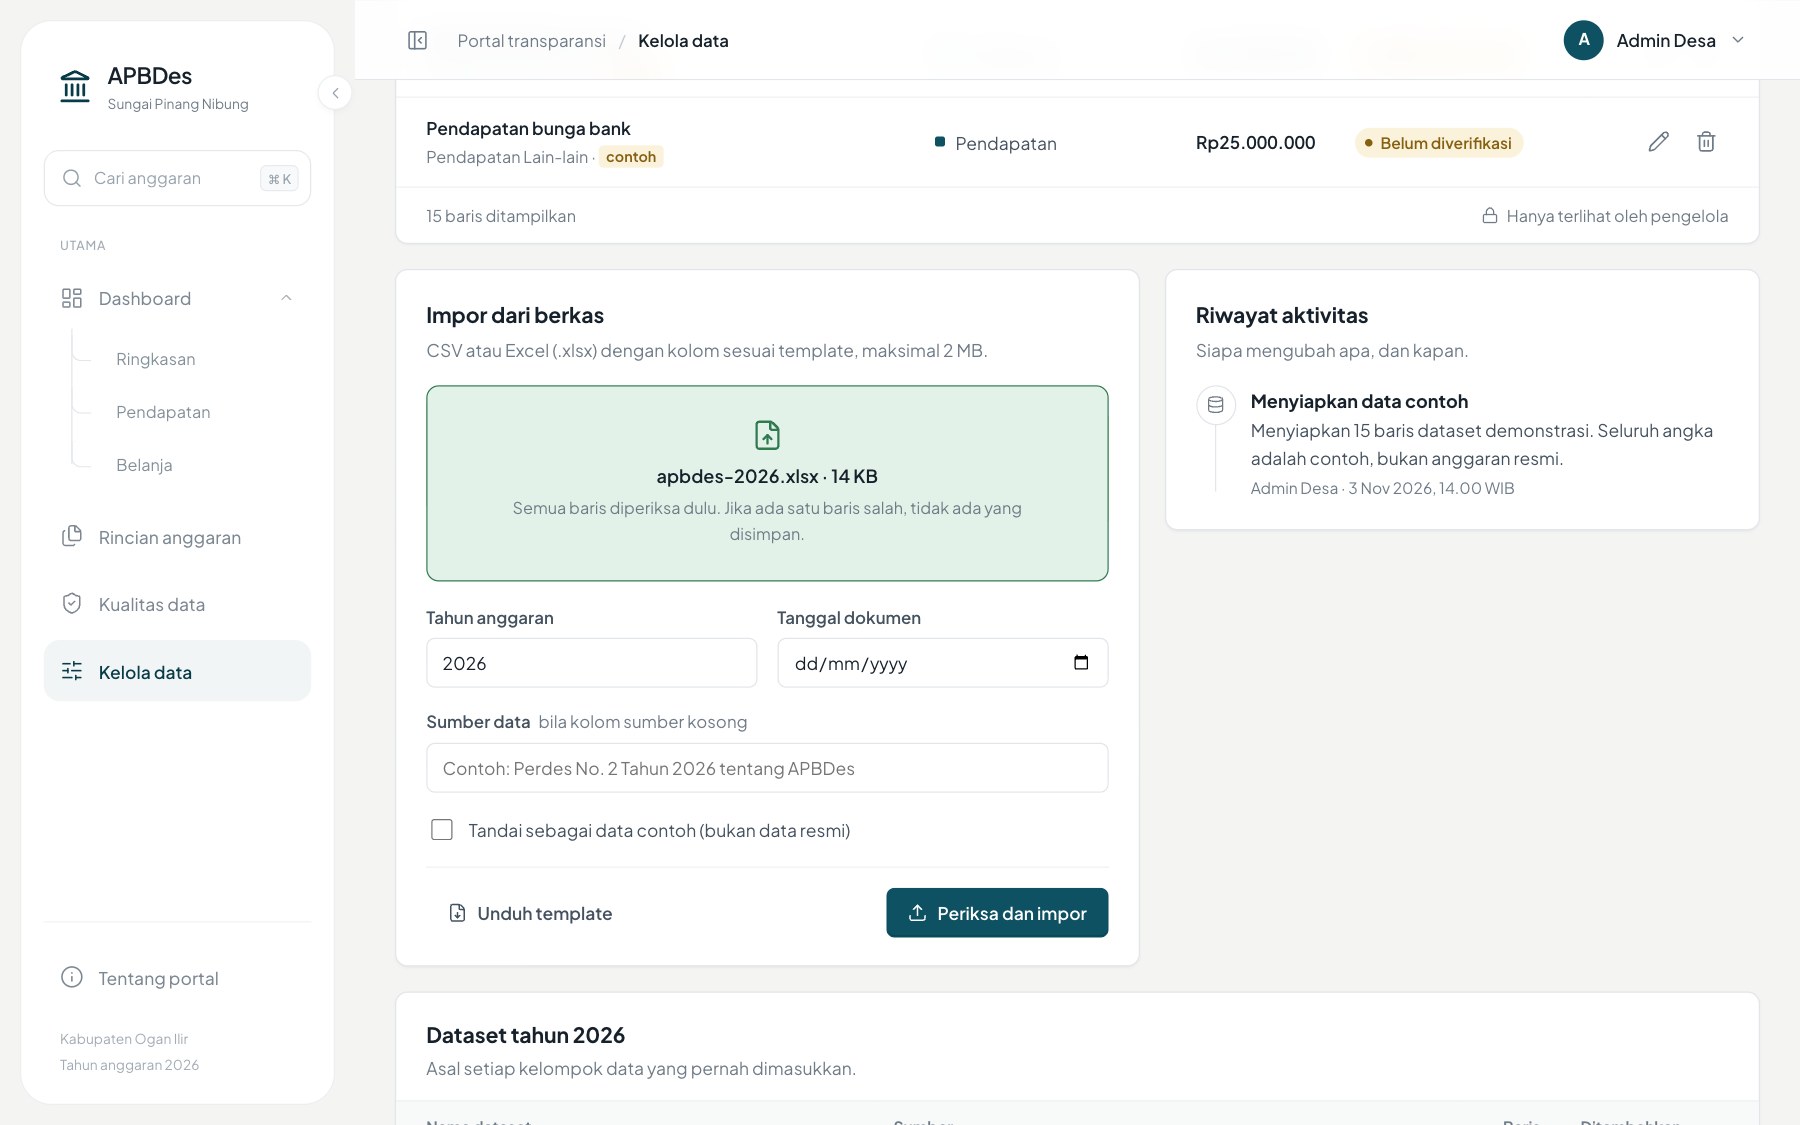 APBDes
Sungai Pinang Nibung
Cari anggaran
⌘ K
UTAMA
Dashboard
Ringkasan
Pendapatan
Belanja
Rincian anggaran
Kualitas data
Kelola data
Tentang portal
Kabupaten Ogan Ilir
Tahun anggaran 2026
Portal transparansi / Kelola data
A Admin Desa
Pendapatan bunga bank
Pendapatan Lain-lain · contoh
Pendapatan
Rp25.000.000
Belum diverifikasi
15 baris ditampilkan
Hanya terlihat oleh pengelola
Impor dari berkas
CSV atau Excel (.xlsx) dengan kolom sesuai template, maksimal 2 MB.
apbdes-2026.xlsx · 14 KB
Semua baris diperiksa dulu. Jika ada satu baris salah, tidak ada yang
disimpan.
Tahun anggaran
2026
Tanggal dokumen
dd/mm/yyyy
Sumber data bila kolom sumber kosong
Contoh: Perdes No. 2 Tahun 2026 tentang APBDes
Tandai sebagai data contoh (bukan data resmi)
Unduh template
Periksa dan impor
Riwayat aktivitas
Siapa mengubah apa, dan kapan.
Menyiapkan data contoh
Menyiapkan 15 baris dataset demonstrasi. Seluruh angka
adalah contoh, bukan anggaran resmi.
Admin Desa · 3 Nov 2026, 14.00 WIB
Dataset tahun 2026
Asal setiap kelompok data yang pernah dimasukkan.